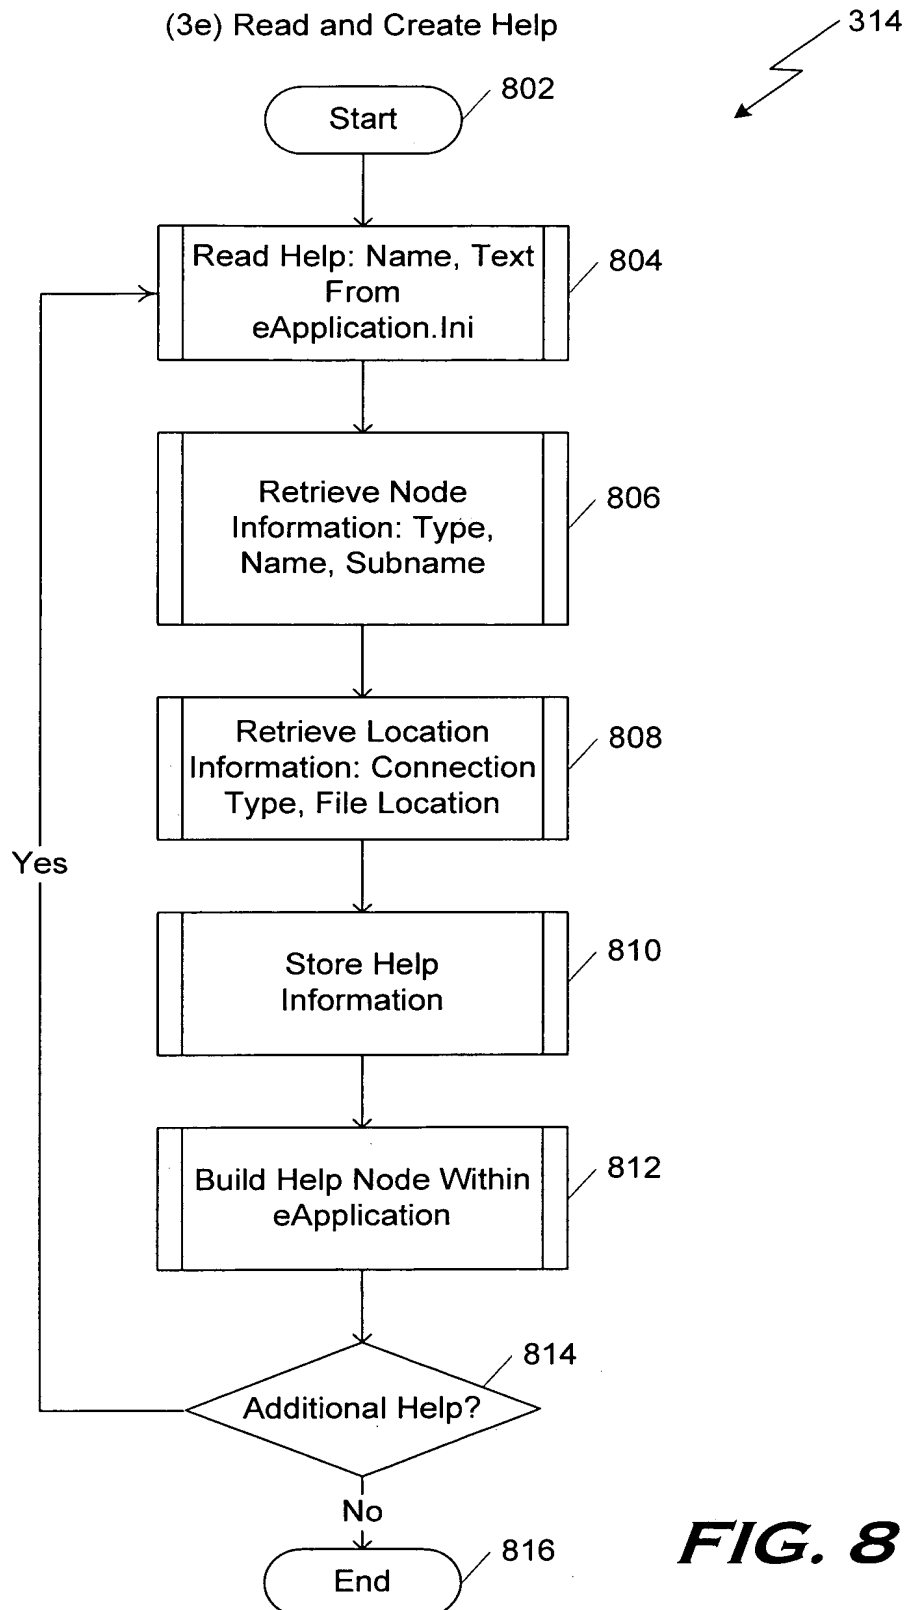 (3e) Read and Create Help
314
802
Start
Read Help: Name, Text
From
eApplication.Ini
804
Retrieve Node
Information: Type,
Name, Subname
806
Retrieve Location
Information: Connection
Type, File Location
808
Yes
Store Help
Information
810
Build Help Node Within
eApplication
812
814
Additional Help?
No
816
End
FIG. 8